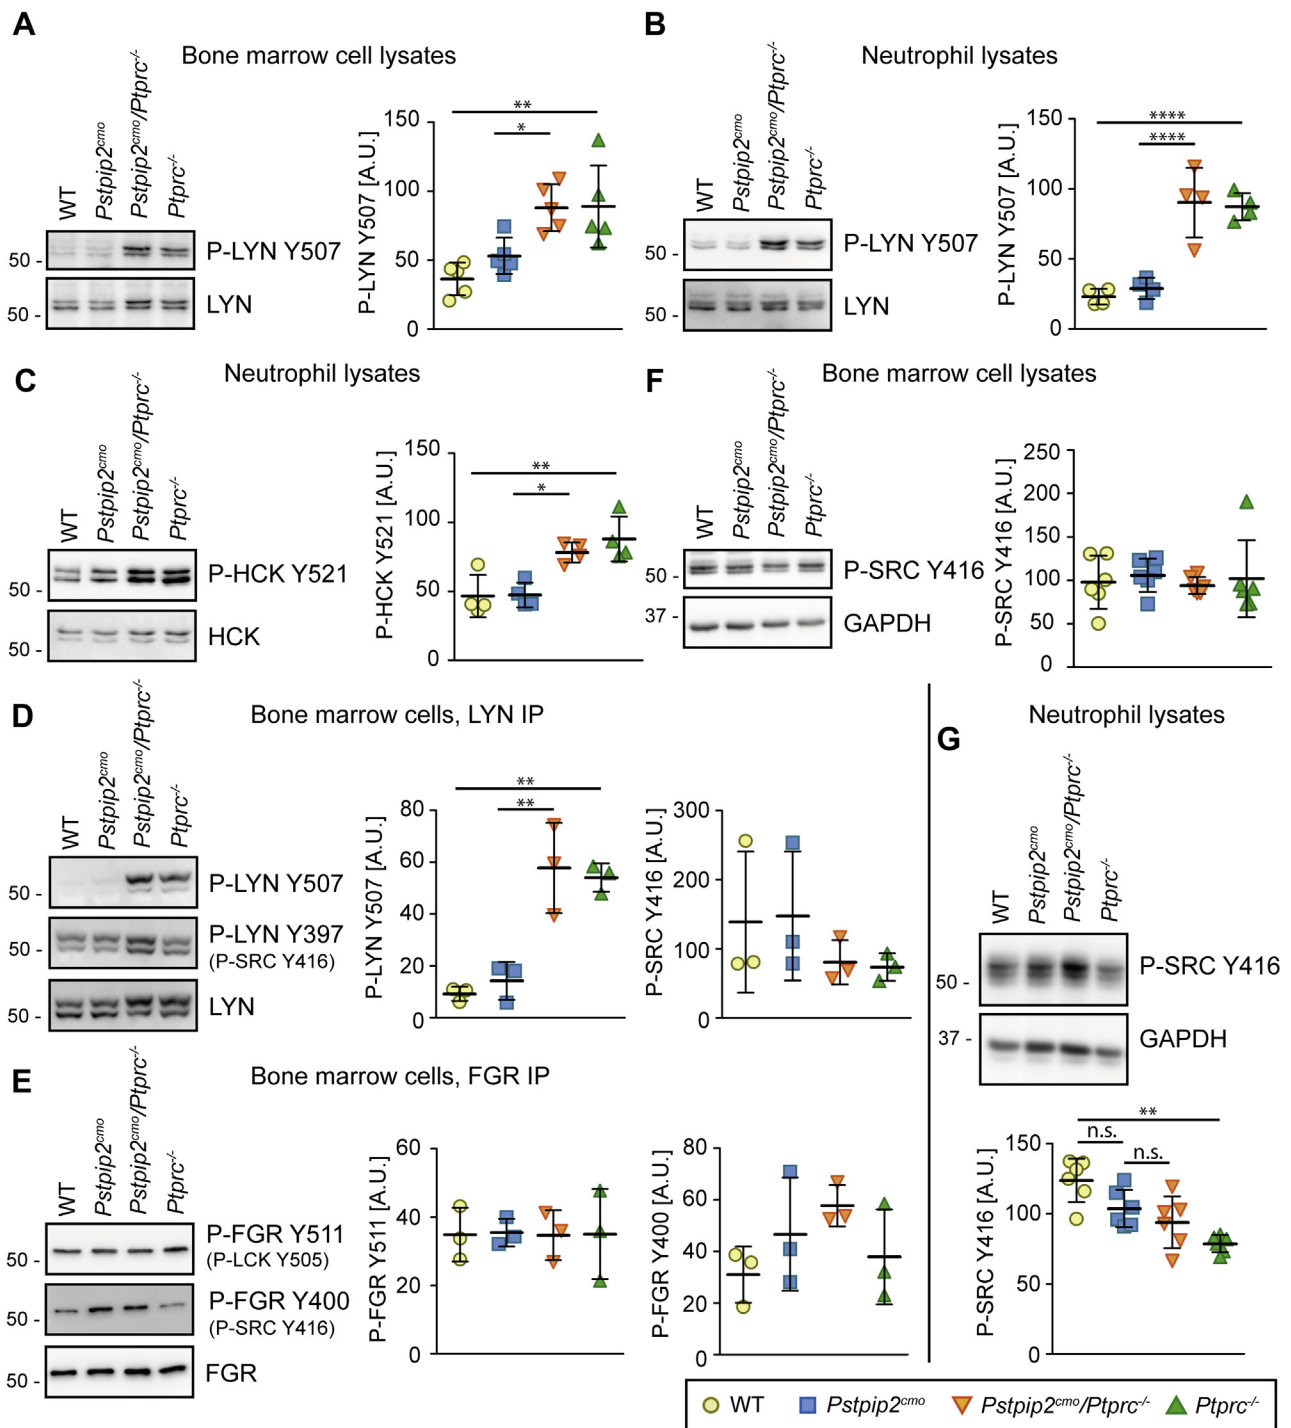 A
Bone marrow cell lysates
WT
Pstpip2cmo
Pstpip2cmo/Ptprc-/-
Ptprc-/-
P-LYN Y507
50 -
LYN
50 -
P-LYN Y507 [A.U.]
150
100
50
0
**
*
B
Neutrophil lysates
WT
Pstpip2cmo
Pstpip2cmo/Ptprc-/-
Ptprc-/-
P-LYN Y507
50 -
LYN
50 -
P-LYN Y507 [A.U.]
150
100
50
0
****
****
C
Neutrophil lysates
WT
Pstpip2cmo
Pstpip2cmo/Ptprc-/-
Ptprc-/-
P-HCK Y521
50 -
HCK
50 -
P-HCK Y521 [A.U.]
150
100
50
0
**
*
F
Bone marrow cell lysates
WT
Pstpip2cmo
Pstpip2cmo/Ptprc-/-
Ptprc-/-
P-SRC Y416
50 -
37 -
GAPDH
P-SRC Y416 [A.U.]
250
200
150
100
50
0
D
Bone marrow cells, LYN IP
WT
Pstpip2cmo
Pstpip2cmo/Ptprc-/-
Ptprc-/-
P-LYN Y507
50 -
P-LYN Y397
(P-SRC Y416)
50 -
LYN
50 -
P-LYN Y507 [A.U.]
80
60
40
20
0
**
**
P-SRC Y416 [A.U.]
300
200
100
0
G
Neutrophil lysates
WT
Pstpip2cmo
Pstpip2cmo/Ptprc-/-
Ptprc-/-
P-SRC Y416
50 -
37 -
GAPDH
P-SRC Y416 [A.U.]
150
100
50
0
**
n.s.
n.s.
E
Bone marrow cells, FGR IP
WT
Pstpip2cmo
Pstpip2cmo/Ptprc-/-
Ptprc-/-
P-FGR Y511
(P-LCK Y505)
50 -
P-FGR Y400
(P-SRC Y416)
50 -
FGR
50 -
P-FGR Y511 [A.U.]
60
40
20
0
P-FGR Y400 [A.U.]
80
60
40
20
0
WT
Pstpip2cmo
Pstpip2cmo/Ptprc-/-
Ptprc-/-